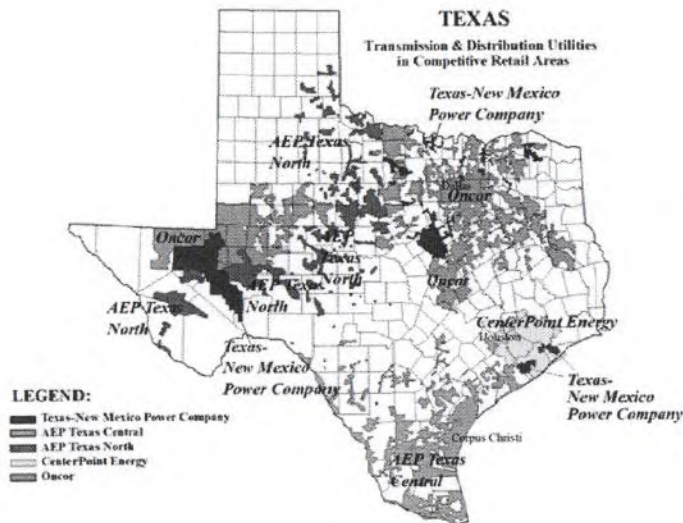 TEXAS
Transmission & Distribution Utilities
in Competitive Retail Areas
Texas-New Mexico
Power Company
AEP Texas
North
Dallas
Oncor
Oncor
AEP
Texas
North
AEP Texas
North
AEP Texas
North
Oncor
CenterPoint Energy
Houston
Texas-
New Mexico
Power Company
Texas-
New Mexico
Power Company
LEGEND:
Texas-New Mexico Power Company
AEP Texas Central
AEP Texas North
CenterPoint Energy
Oncor
Corpus Christi
AEP Texas
Central